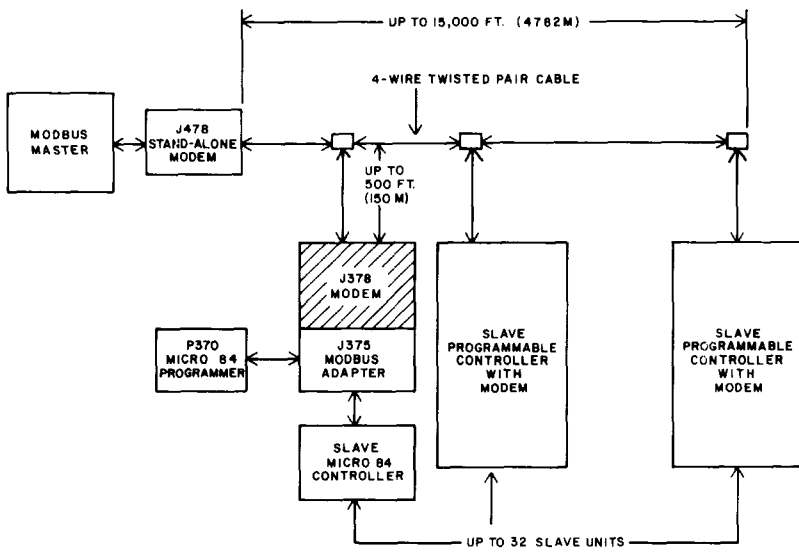 UP TO 15,000 FT. (4782M)
4-WIRE TWISTED PAIR CABLE
MODBUS
MASTER
J478
STAND-ALONE
MODEM
UP TO
500 FT.
(150 M)
J378
MODEM
P370
MICRO 84
PROGRAMMER
J375
MODBUS
ADAPTER
SLAVE
MICRO 84
CONTROLLER
SLAVE
PROGRAMMABLE
CONTROLLER
WITH
MODEM
SLAVE
PROGRAMMABLE
CONTROLLER
WITH
MODEM
UP TO 32 SLAVE UNITS